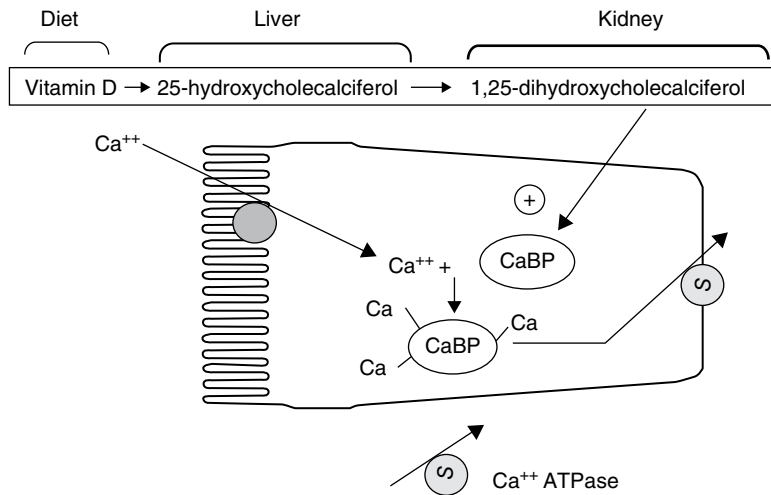 Diet Liver Kidney
Vitamin D → 25-hydroxycholecalciferol → 1,25-dihydroxycholecalciferol
Ca⁺⁺
+
CaBP
Ca⁺⁺ +
Ca
Ca
CaBP
Ca
S
S
Ca⁺⁺ ATPase